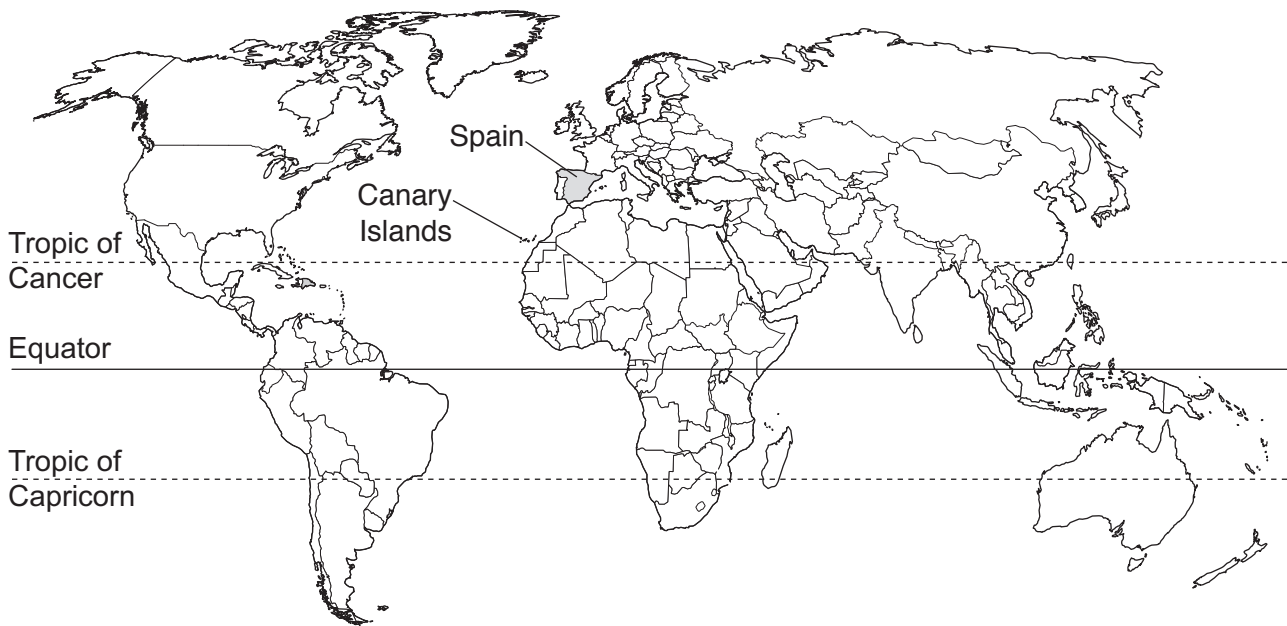 Spain
Canary
Islands
Tropic of
Cancer
Equator
Tropic of
Capricorn